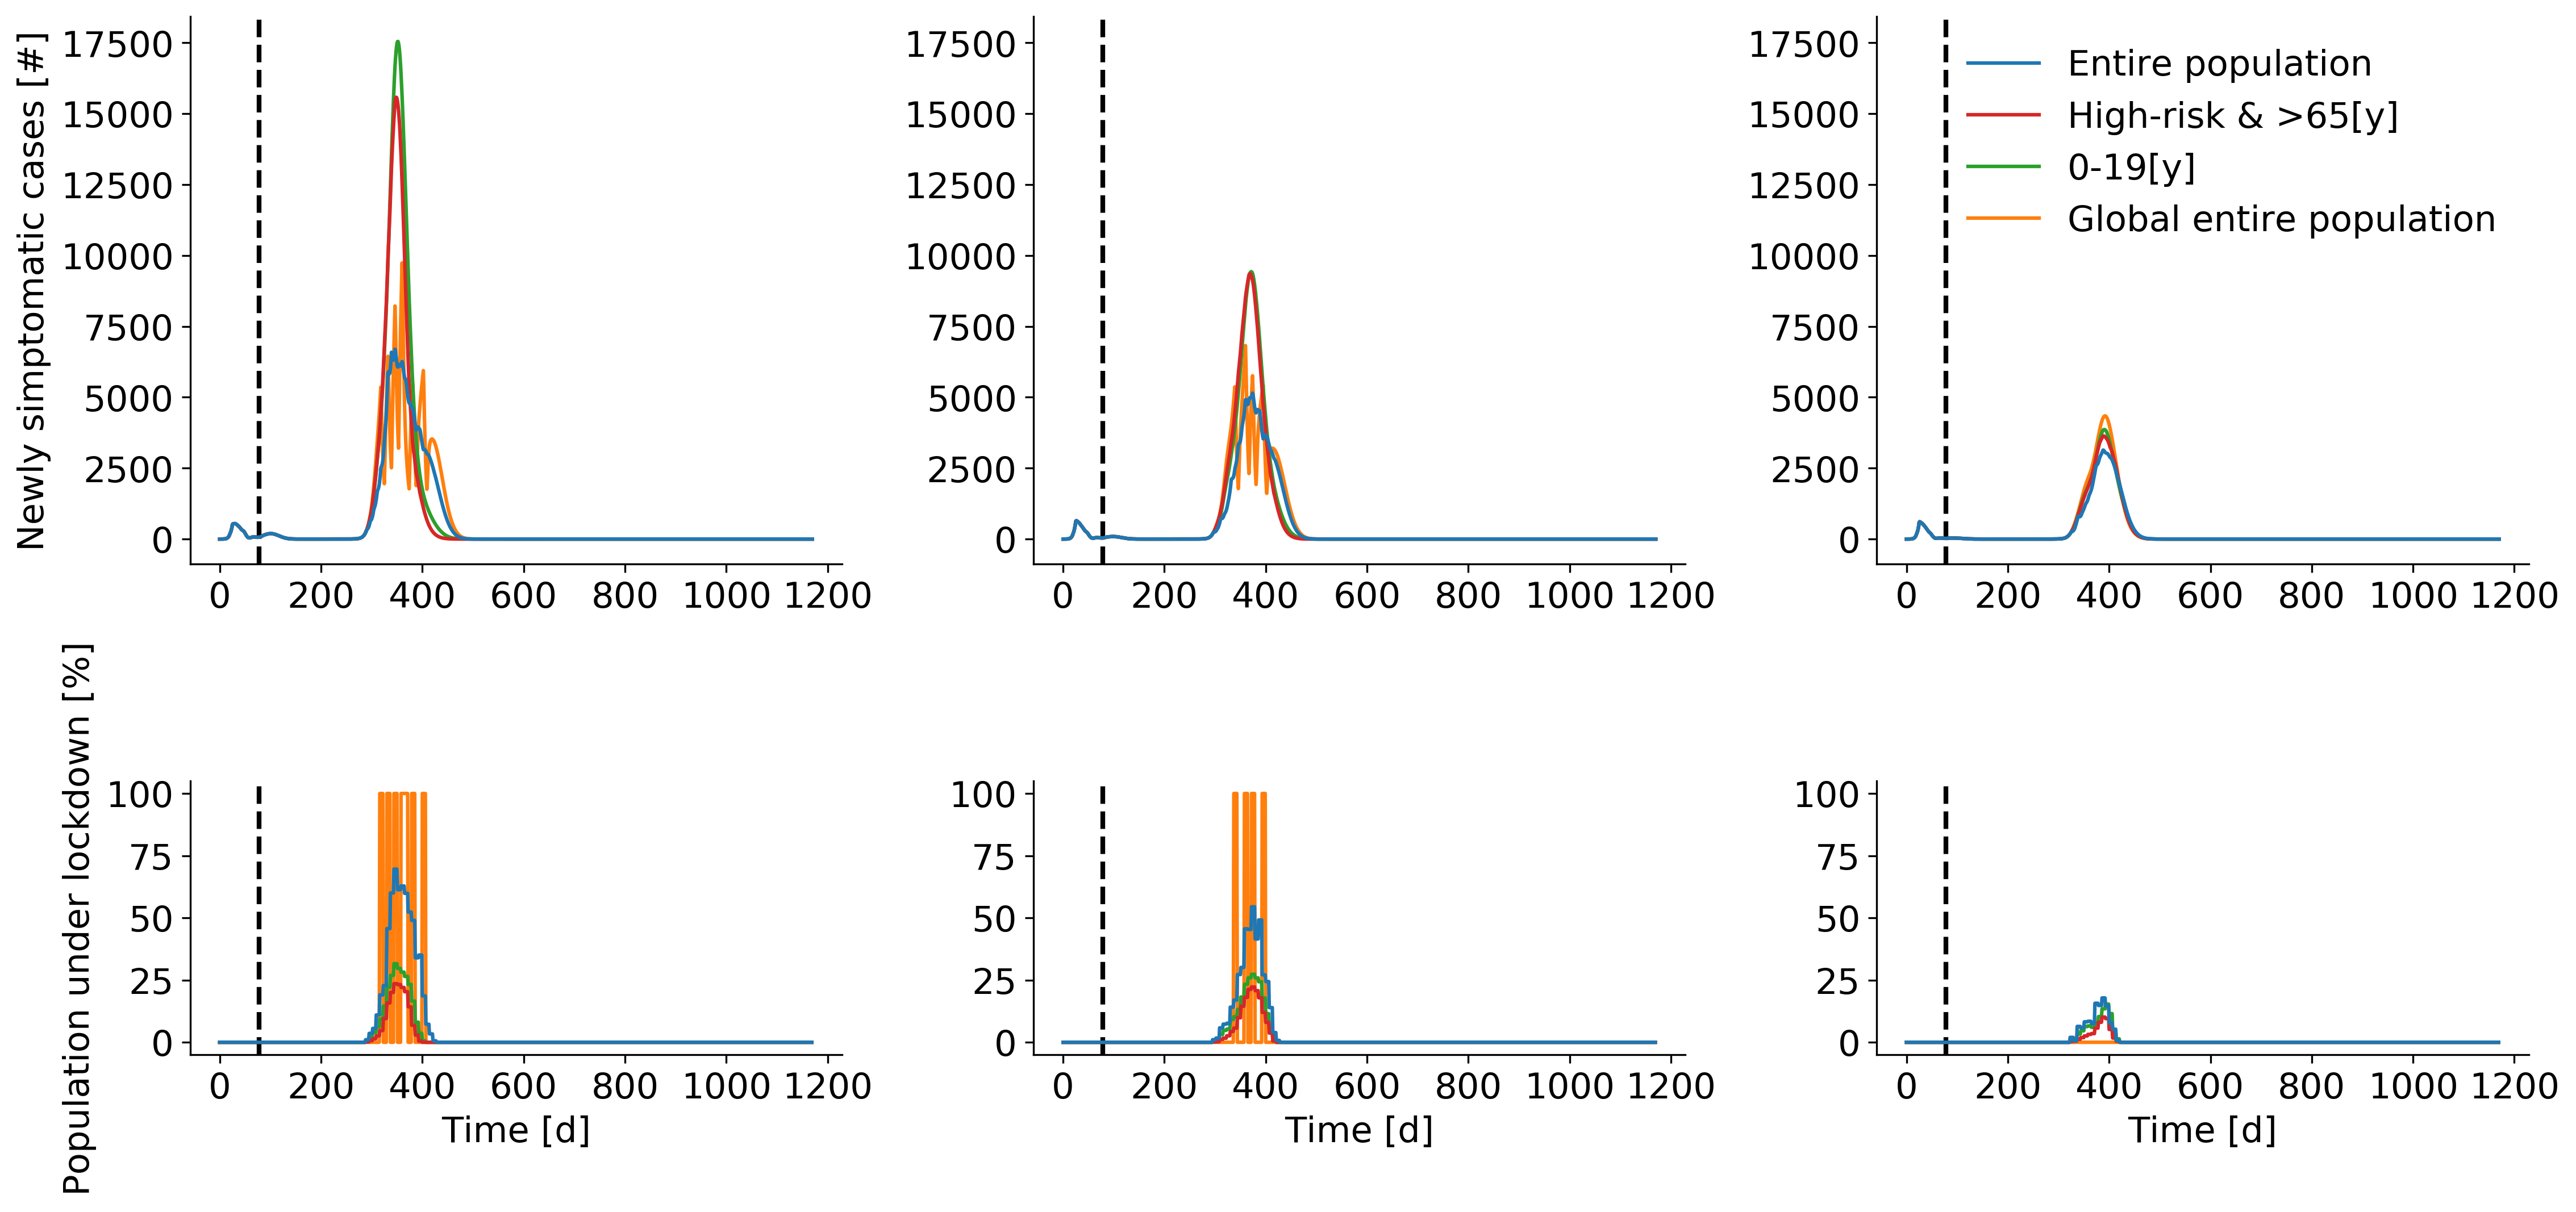 Newly simptomatic cases [#]
17500
15000
12500
10000
7500
5000
2500
0
0 200 400 600 800 1000 1200
17500
15000
12500
10000
7500
5000
2500
0
0 200 400 600 800 1000 1200
17500
15000
12500
10000
7500
5000
2500
0
0 200 400 600 800 1000 1200
Entire population
High-risk & >65[y]
0-19[y]
Global entire population
Population under lockdown [%]
100
75
50
25
0
0 200 400 600 800 1000 1200
Time [d]
100
75
50
25
0
0 200 400 600 800 1000 1200
Time [d]
100
75
50
25
0
0 200 400 600 800 1000 1200
Time [d]